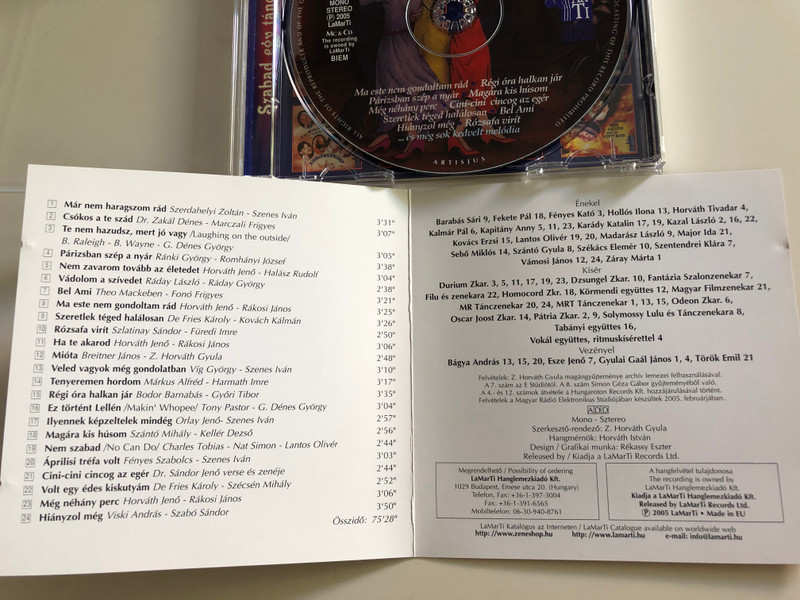 Szabad egy tánc
MONO
STEREO
℗ 2005
LaMarTi
MC & CD
The recording
is owned by
LaMarTi
BIEM
Ma este nem gondoltam rád Régi óra halkan jár
Párizsban szép a nyár Magára kis húsom
Még néhány perc Cini-cini cincog az egér
Szeretlek téged halálosan Bel Ami
Hiányzol még Rózsafa virít
... és még sok kedvelt melódia
ARTISJUS
1 Már nem haragszom rád Szerdahelyi Zoltán - Szenes Iván 3'31"
2 Csókos a te szád Dr. Zakál Dénes - Marczali Frigyes 3'07"
3 Te nem hazudsz, mert jó vagy /Laughing on the outside/
B. Raleigh - B. Wayne - G. Dénes György 3'05"
4 Párizsban szép a nyár Ránki György - Romhányi József 3'38"
5 Nem zavarom tovább az életedet Horváth Jenő - Halász Rudolf 3'04"
6 Vádolom a szívedet Ráday László - Ráday György 2'38"
7 Bel Ami Theo Mackeben - Fonó Frigyes 3'21"
8 Ma este nem gondoltam rád Horváth Jenő - Rákosi János 3'25"
9 Szeretlek téged halálosan De Fries Károly - Kovách Kálmán 3'26"
10 Rózsafa virít Szlatinay Sándor - Füredi Imre 2'50"
11 Ha te akarod Horváth Jenő - Rákosi János 3'06"
12 Mióta Breitner János - Z. Horváth Gyula 2'48"
13 Veled vagyok még gondolatban Víg György - Szenes Iván 3'10"
14 Tenyeremen hordom Márkus Alfréd - Harmath Imre 3'17"
15 Régi óra halkan jár Bodor Barnabás - Győri Tibor 3'35"
16 Ez történt Lellén /Makin' Whopee/ Tony Pastor - G. Dénes György 3'04"
17 Ilyennek képzeltelek mindég Orlay Jenő- Szenes Iván 2'57"
18 Magára kis húsom Szántó Mihály - Kellér Dezső 2'56"
19 Nem szabad /No Can Do/ Charles Tobias - Nat Simon - Lantos Olivér 2'44"
20 Áprilisi tréfa volt Fényes Szabolcs - Szenes Iván 3'03"
21 Cini-cini cincog az egér Dr. Sándor Jenő verse és zenéje 2'44"
22 Volt egy édes kiskutyám De Fries Károly - Szécsén Mihály 2'52"
23 Még néhány perc Horváth Jenő - Rákosi János 3'06"
24 Hiányzol még Viski András - Szabó Sándor 3'50"
Összidő: 75'28"
Énekel
Barabás Sári 9, Fekete Pál 18, Fényes Kató 3, Hollós Ilona 13, Horváth Tivadar 4,
Kalmár Pál 6, Kapitány Anny 5, 11, 23, Karády Katalin 17, 19, Kazal László 2, 16, 22,
Kovács Erzsi 15, Lantos Olivér 19, 20, Madarász László 9, Major Ida 21,
Sebő Miklós 14, Szántó Gyula 8, Székács Elemér 10, Szentendrei Klára 7,
Vámosi János 12, 24, Záray Márta 1
Kísér
Durium Zkar. 3, 5, 11, 17, 19, 23, Dzsungel Zkar. 10, Fantázia Szalonzenekar 7,
Filu és zenekara 22, Homocord Zkr. 18, Körmendi együttes 12, Magyar Filmzenekar 21,
MR Tánczenekar 20, 24, MRT Tánczenekar 1, 13, 15, Odeon Zkar. 6,
Oscar Joost Zkar. 14, Pátria Zkar. 2, 9, Solymossy Lulu és Tánczenekara 8,
Tabányi együttes 16,
Vokál együttes, ritmuskísérettel 4
Vezényel
Bágya András 13, 15, 20, Esze Jenő 7, Gyulai Gaál János 1, 4, Török Emil 21
Felvételek: Z. Horváth Gyula magángyűjteménye archív lemezei felhasználásával.
A 7. szám az E Stúdiótól. A 8. szám Simon Géza Gábor gyűjteményéből való.
A 4.- és 12. számok átvétele a Hungaroton Records Kft. hozzájárulásával történt.
Felvételek a Magyar Rádió Elektronikus Stúdiójában készültek 2005. februárjában.
ADD
Mono - Sztereo
Szerkesztő-rendező: Z. Horváth Gyula
Hangmérnök: Horváth István
Design / Grafikai munka: Rékassy Eszter
Released by / Kiadja a LaMarTi Records Ltd.
Megrendelhető / Possibility of ordering
LaMarTi Hanglemezkiadó Kft.
1029 Budapest, Emese utca 20. (Hungary)
Telefon, Fax: +36-1-397-3004
Fax: +36-1-391-6565
Mobiltelefon: 06-30-940-8761
A hangfelvétel tulajdonosa
The recording is owned by
LaMarTi Hanglemezkiadó Kft.
Kiadja a LaMarTi Hanglemezkiadó Kft.
Released by LaMarTi Records Ltd.
℗ 2005 LaMarTi • Made in EU
LaMarTi Katalógus az Interneten / LaMarTi Catalogue available on worldwide web
http://www.zeneshop.hu http://www.lamarti.hu e-mail: info@lamarti.hu